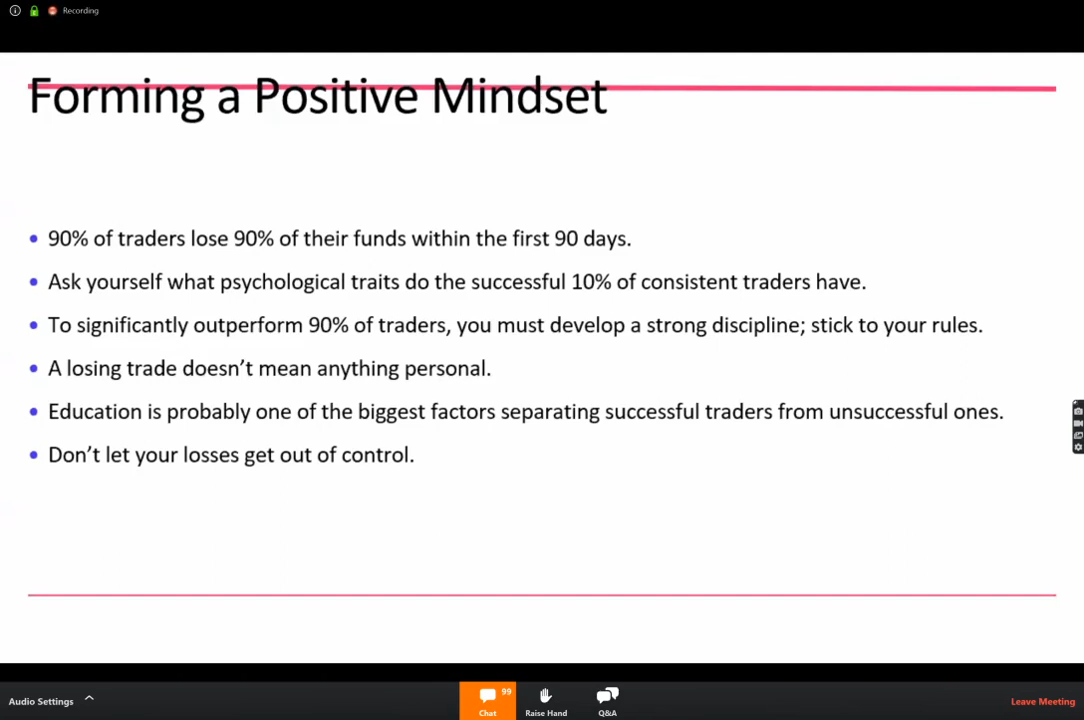 Recording
Forming a Positive Mindset
• 90% of traders lose 90% of their funds within the first 90 days.
• Ask yourself what psychological traits do the successful 10% of consistent traders have.
• To significantly outperform 90% of traders, you must develop a strong discipline; stick to your rules.
• A losing trade doesn’t mean anything personal.
• Education is probably one of the biggest factors separating successful traders from unsuccessful ones.
• Don’t let your losses get out of control.
Audio Settings
99
Chat
Raise Hand
Q&A
Leave Meeting